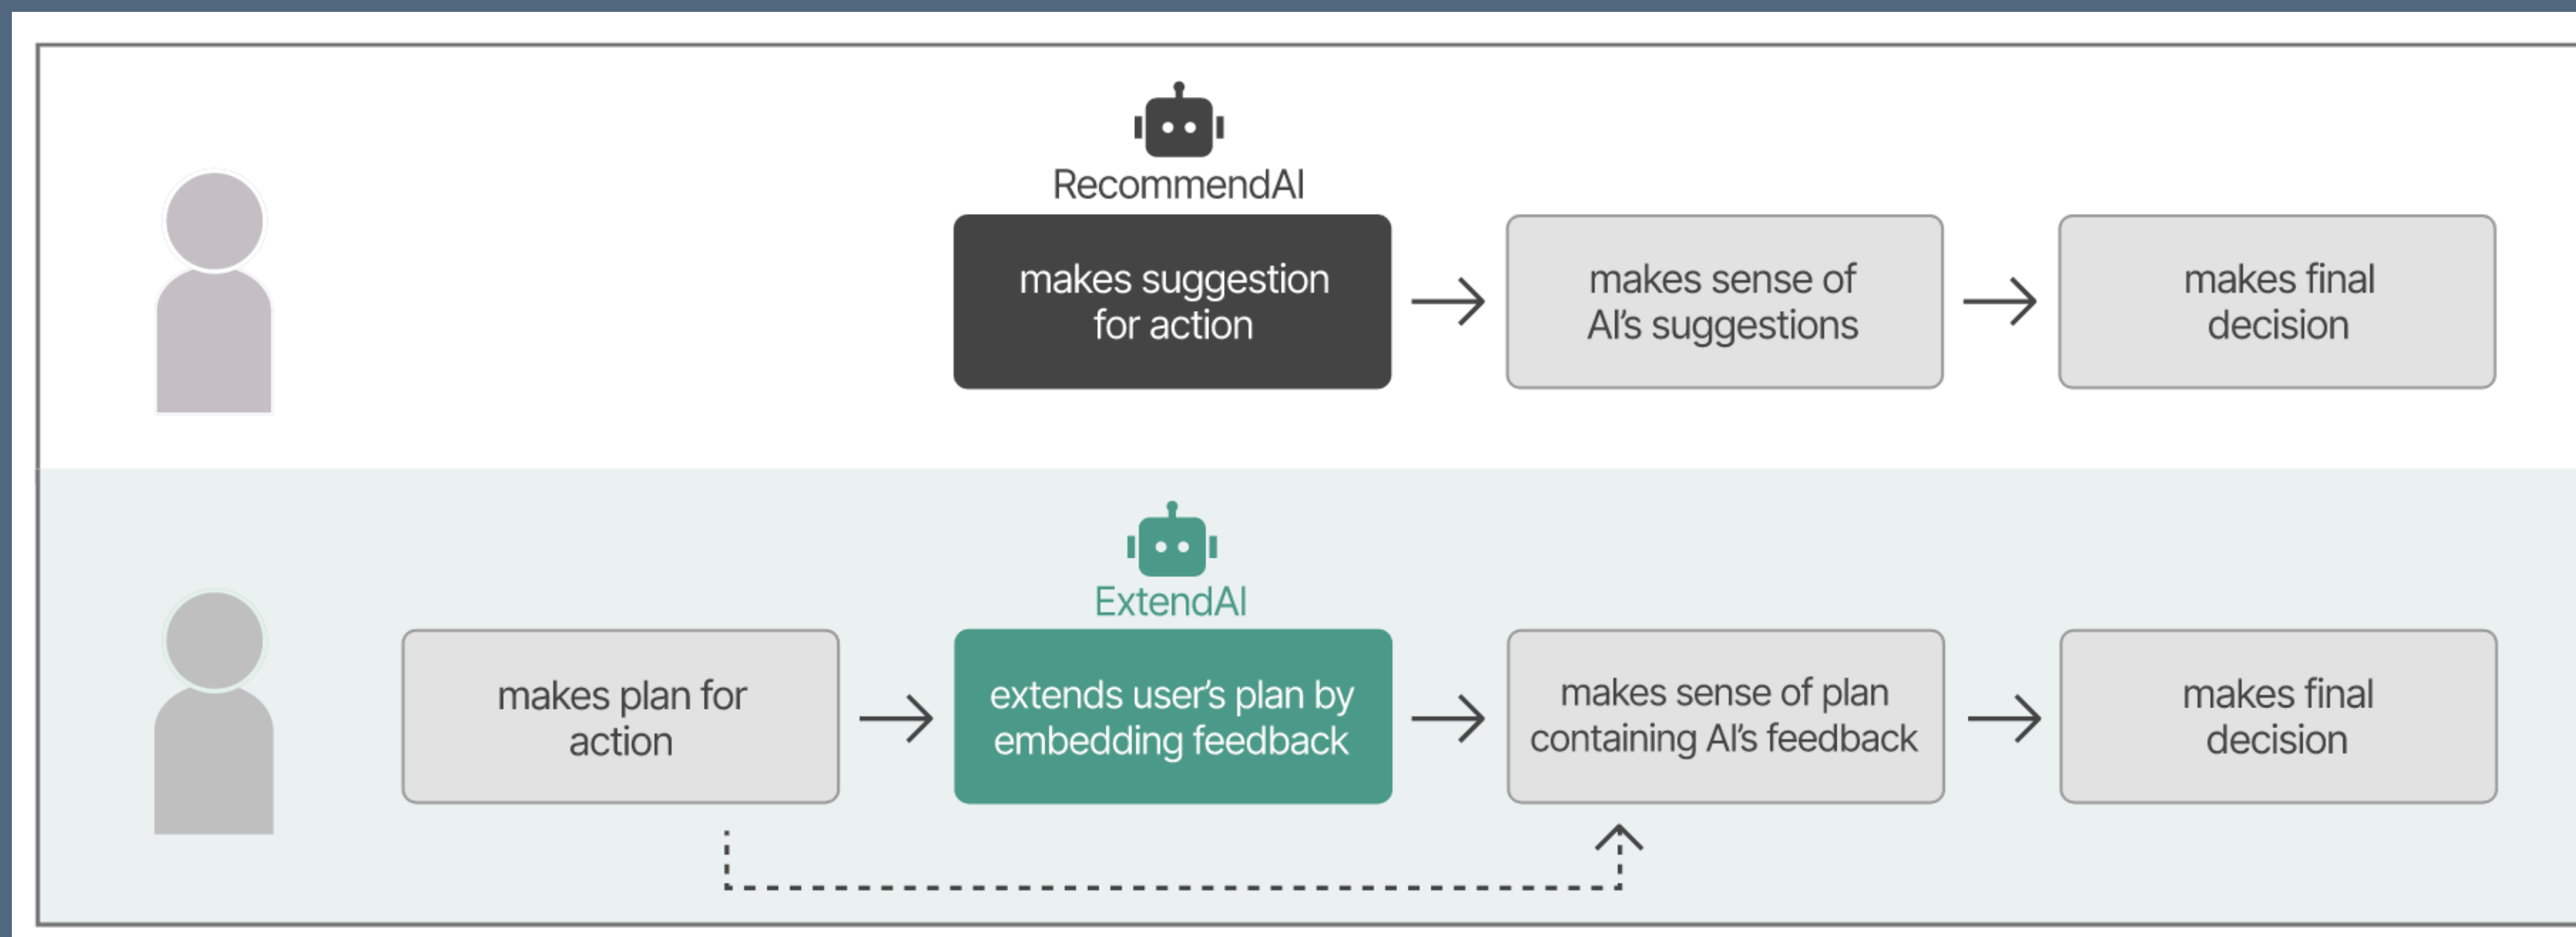 RecommendAI
makes suggestion
for action
makes sense of
AI's suggestions
makes final
decision
ExtendAI
makes plan for
action
extends user's plan by
embedding feedback
makes sense of plan
containing AI's feedback
makes final
decision